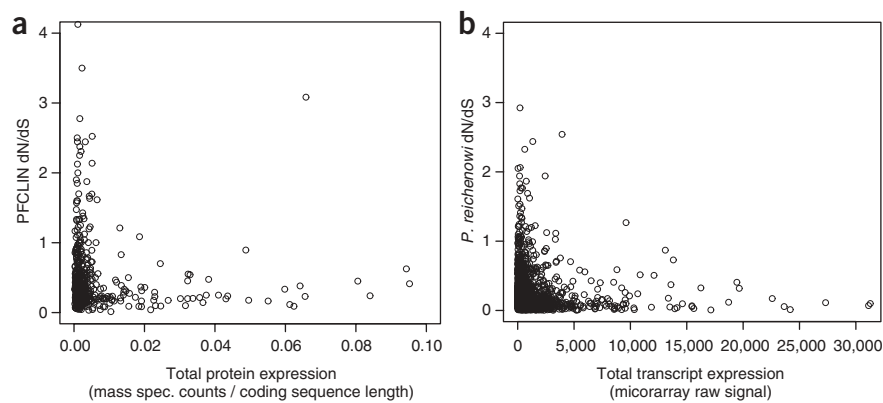 a
PFCLIN dN/dS
4
3
2
1
0
0.00 0.02 0.04 0.06 0.08 0.10
Total protein expression
(mass spec. counts / coding sequence length)
b
P. reichenowi dN/dS
4
3
2
1
0
0 5,000 10,000 15,000 20,000 25,000 30,000
Total transcript expression
(micorarray raw signal)